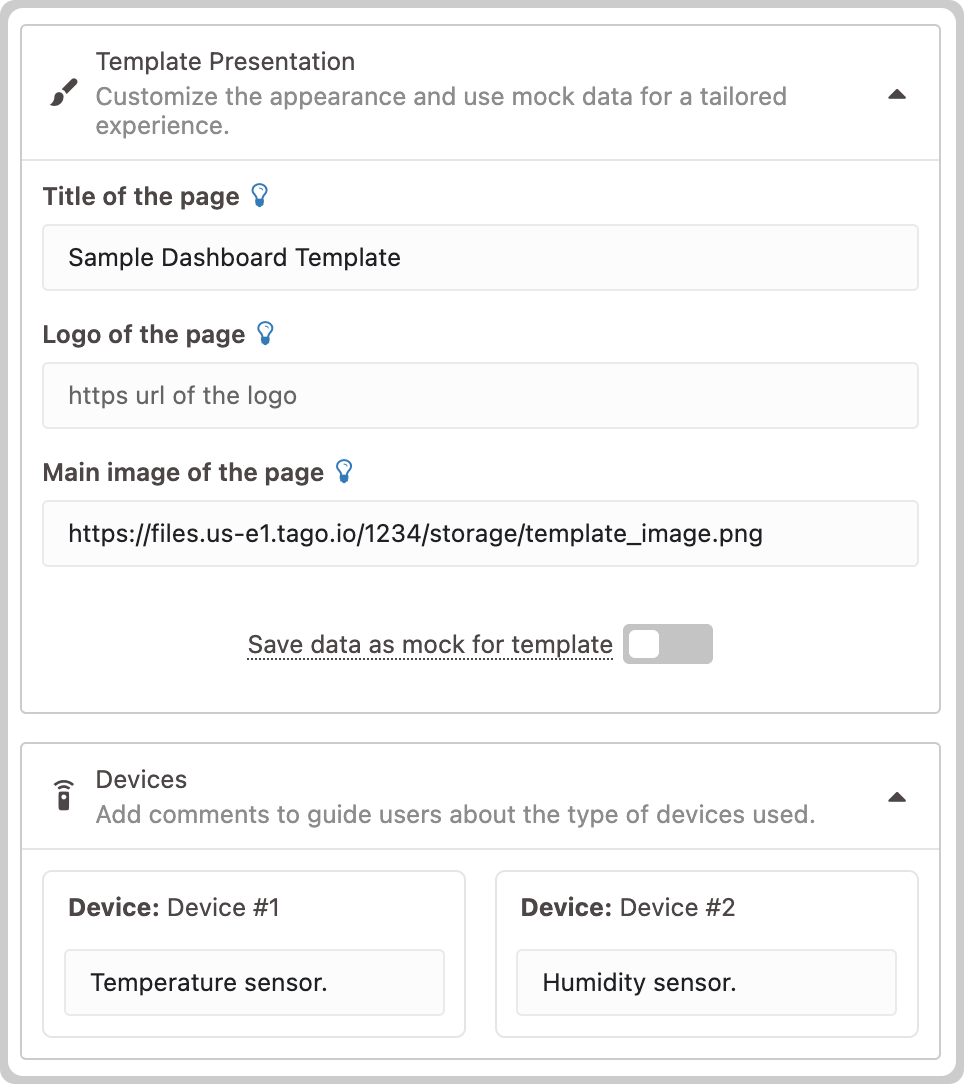 Template Presentation
Customize the appearance and use mock data for a tailored
experience.
Title of the page
Sample Dashboard Template
Logo of the page
https url of the logo
Main image of the page
https://files.us-e1.tago.io/1234/storage/template_image.png
Save data as mock for template
Devices
Add comments to guide users about the type of devices used.
Device: Device #1
Temperature sensor.
Device: Device #2
Humidity sensor.